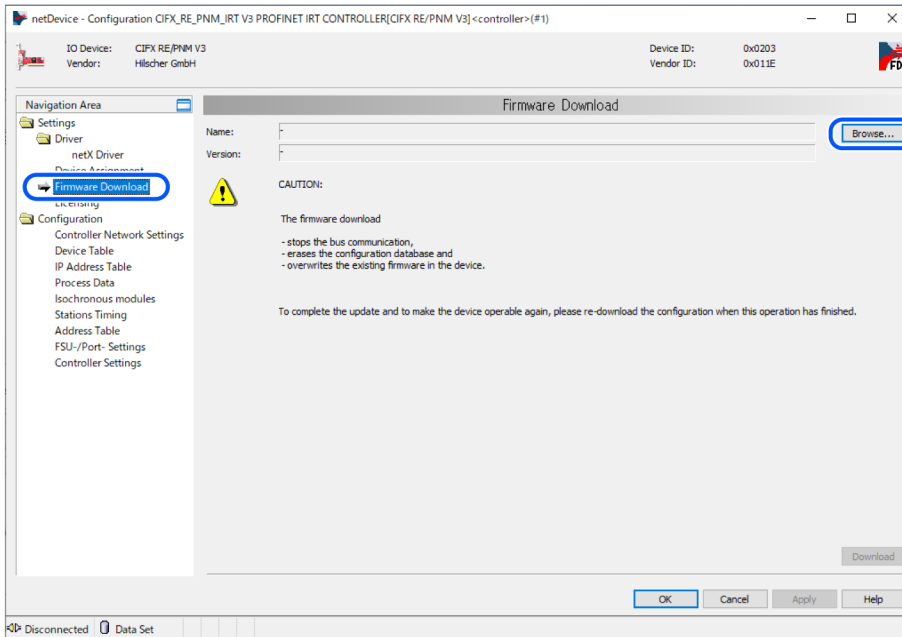 netDevice - Configuration CIFX_RE_PNM_IRT V3 PROFINET IRT CONTROLLER[CIFX RE/PNM V3]<controller>(#1)
IO Device: CIFX RE/PNM V3
Vendor: Hilscher GmbH
Device ID: 0x0203
Vendor ID: 0x011E
FD
Navigation Area
Settings
Driver
netX Driver
Device Assignment
Firmware Download
Licensing
Configuration
Controller Network Settings
Device Table
IP Address Table
Process Data
Isochronous modules
Stations Timing
Address Table
FSU-/Port- Settings
Controller Settings
Firmware Download
Name: -
Browse...
Version: -
CAUTION:
The firmware download
- stops the bus communication,
- erases the configuration database and
- overwrites the existing firmware in the device.
To complete the update and to make the device operable again, please re-download the configuration when this operation has finished.
Download
OK Cancel Apply Help
Disconnected Data Set